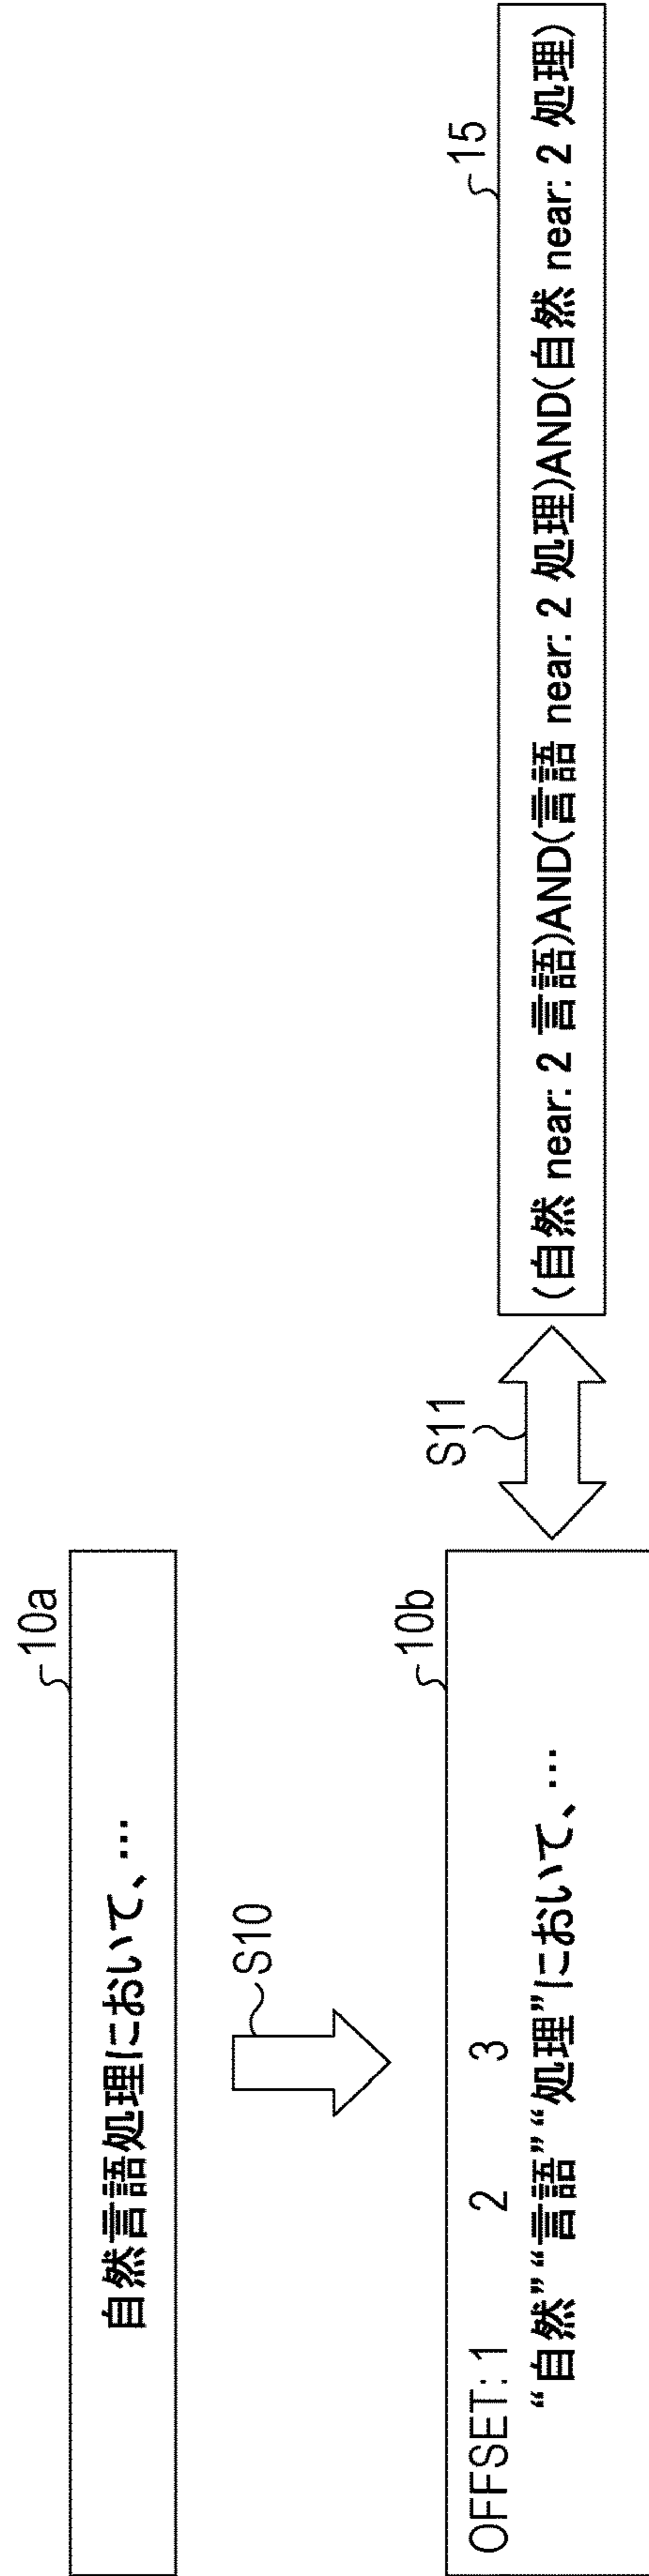 10a
自然言語処理において、…
S10
10b
OFFSET: 1 2 3
“自然”“言語”“処理”において、…
S11
15
(自然 near: 2 言語)AND(言語 near: 2 処理)AND(自然 near: 2 処理)